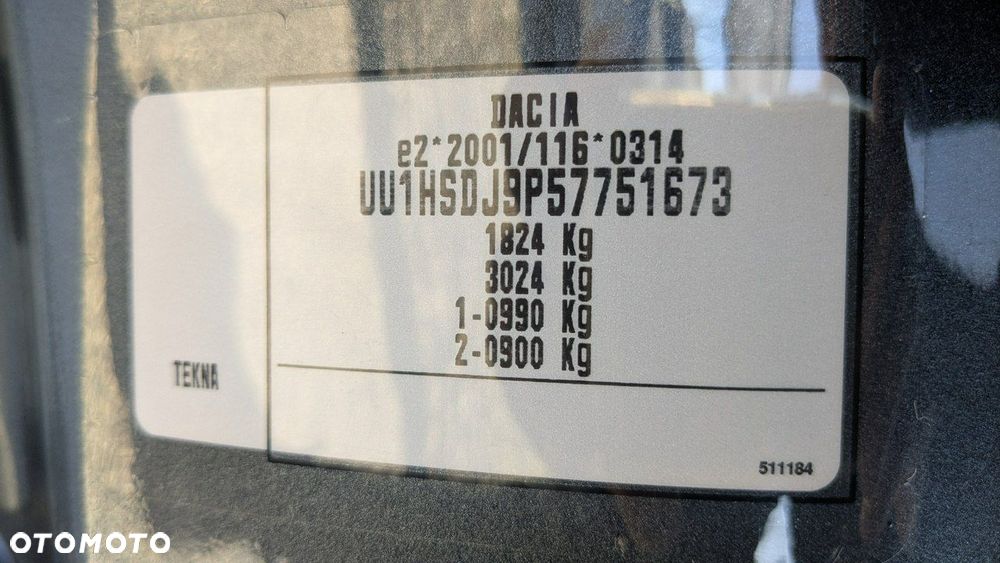 DACIA
e2*2001/116*0314
UU1HSDJ9P57751673
1824 Kg
3024 Kg
1-0990 Kg
2-0900 Kg
TEKNA
511184
OTOMOTO